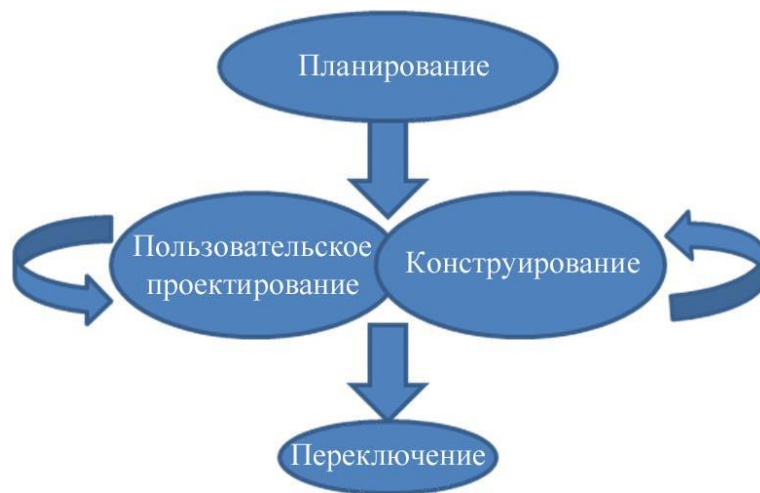 Планирование
Пользовательское
проектирование
Конструирование
Переключение